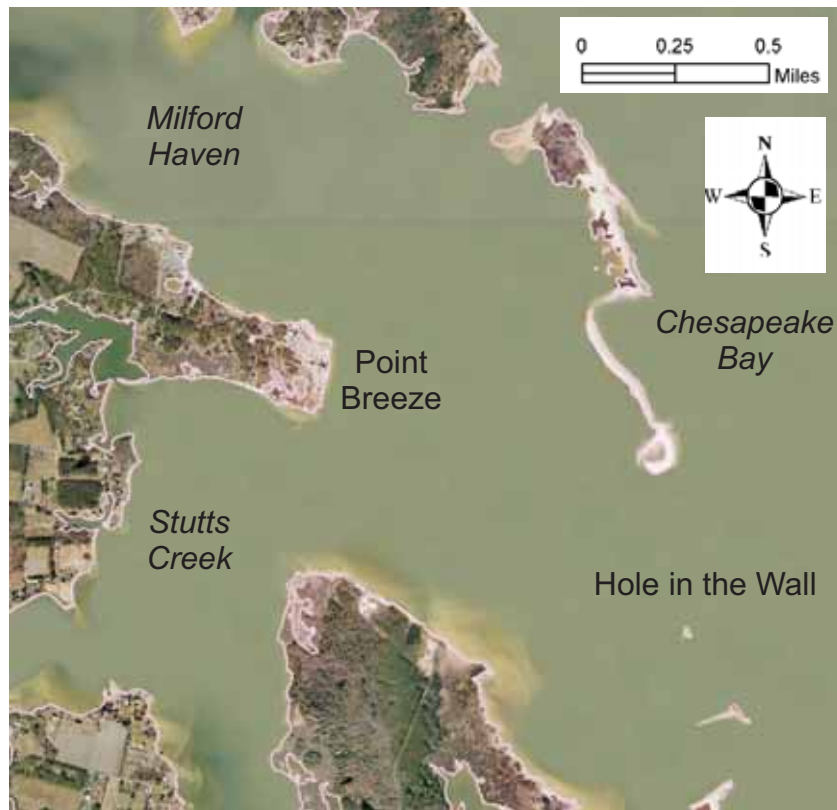 0 0.25 0.5
Miles
Milford
Haven
N
W E
S
Chesapeake
Bay
Point
Breeze
Stutts
Creek
Hole in the Wall